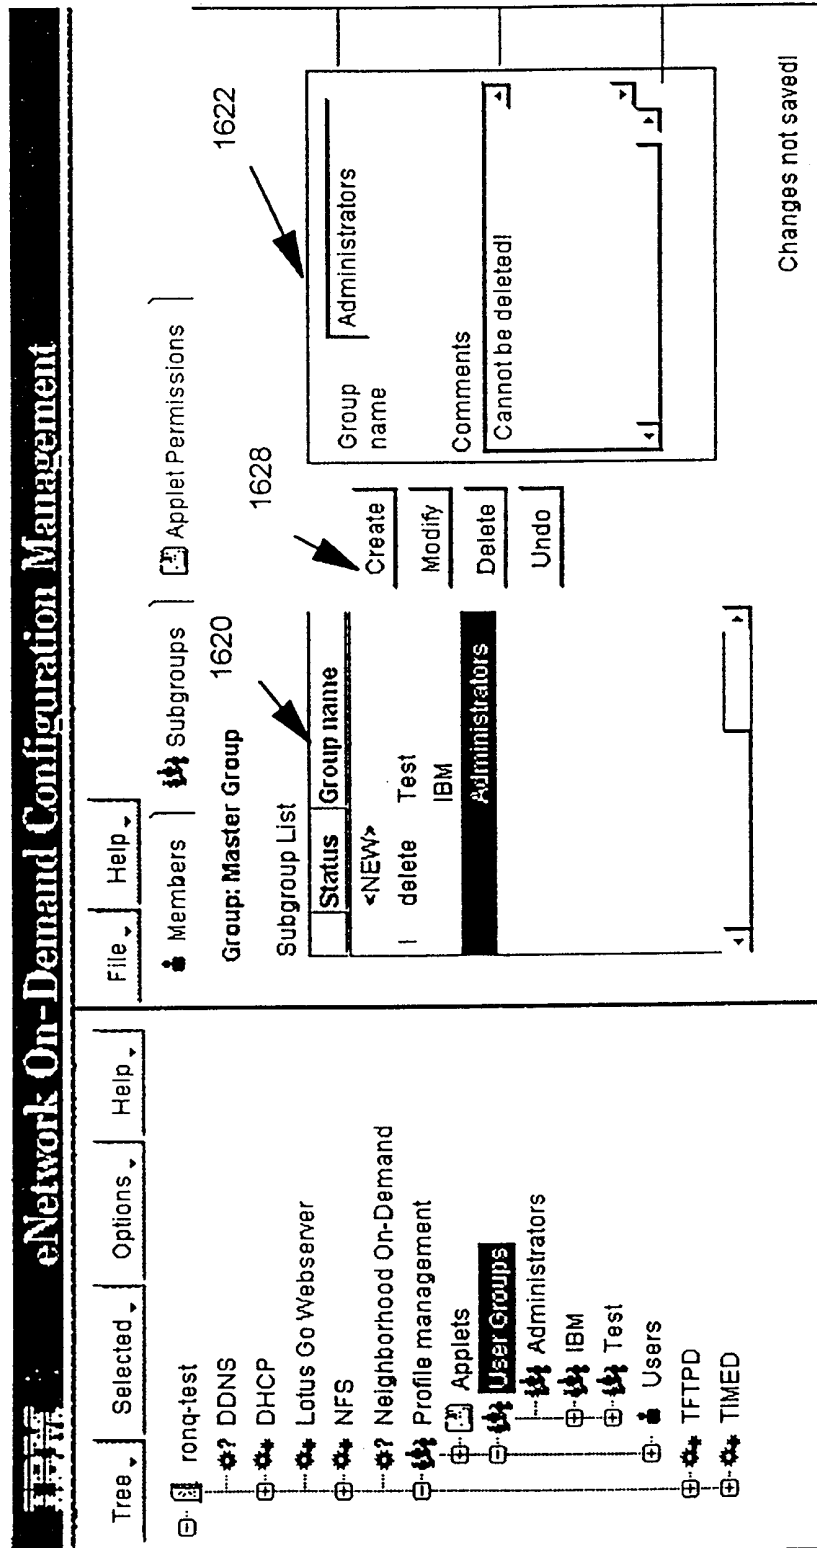 IBM
eNetwork On-Demand Configuration Management
Tree
Selected
Options
Help
ronq-test
DDNS
DHCP
Lotus Go Webserver
NFS
Neighborhood On-Demand
Profile management
Applets
User Groups
Administrators
IBM
Test
Users
TFTPD
TIMED
File
Help
Members
Subgroups
Applet Permissions
Group: Master Group
1620
1628
1622
Subgroup List
Status Group name
<NEW>
! delete Test
IBM
Administrators
Create
Modify
Delete
Undo
Group
name
Administrators
Comments
Cannot be deleted!
Changes not saved!